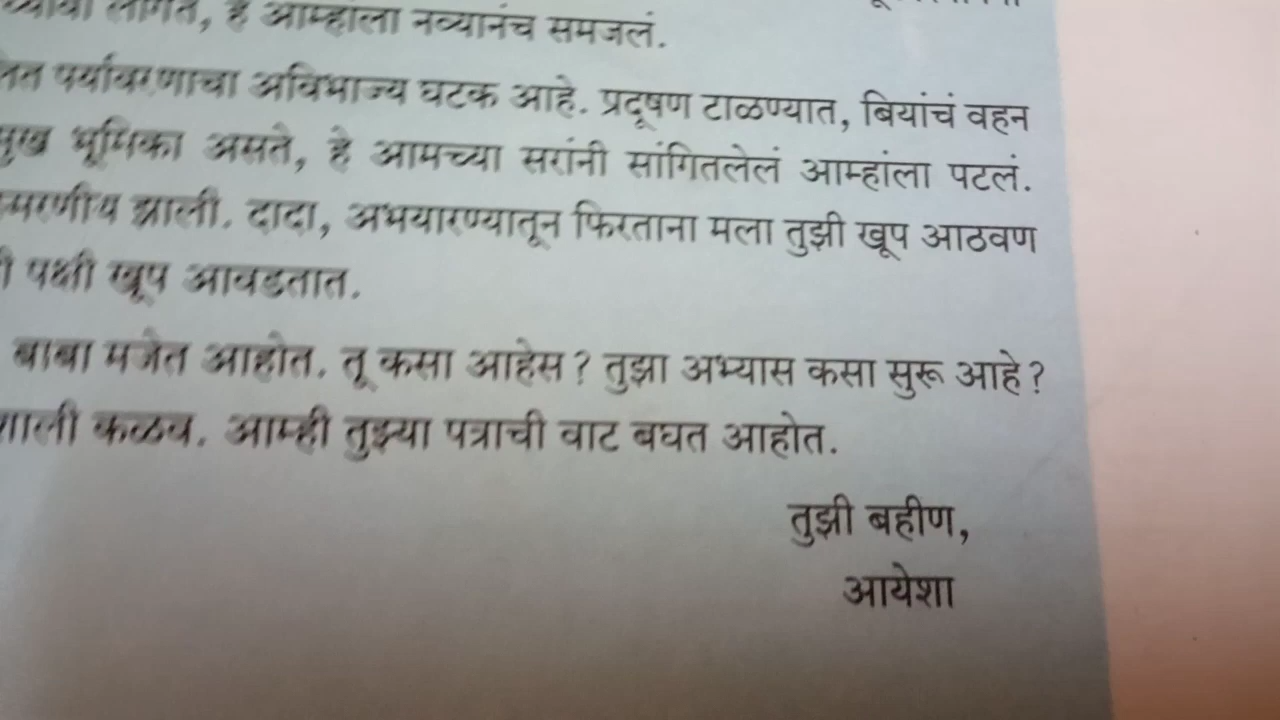 लागत, हे आम्हांला नव्यानंच समजलं.
पर्यावरणाचा अविभाज्य घटक आहे. प्रदूषण टाळण्यात, बियांचं वहन
भूमिका असते, हे आमच्या सरांनी सांगितलेलं आम्हांला पटलं.
झाली. दादा, अभयारण्यातून फिरताना मला तुझी खूप आठवण
पक्षी खूप आवडतात.
बाबा मजेत आहोत. तू कसा आहेस? तुझा अभ्यास कसा सुरू आहे?
कळव. आम्ही तुझ्या पत्राची वाट बघत आहोत.
तुझी बहीण,
आयेशा